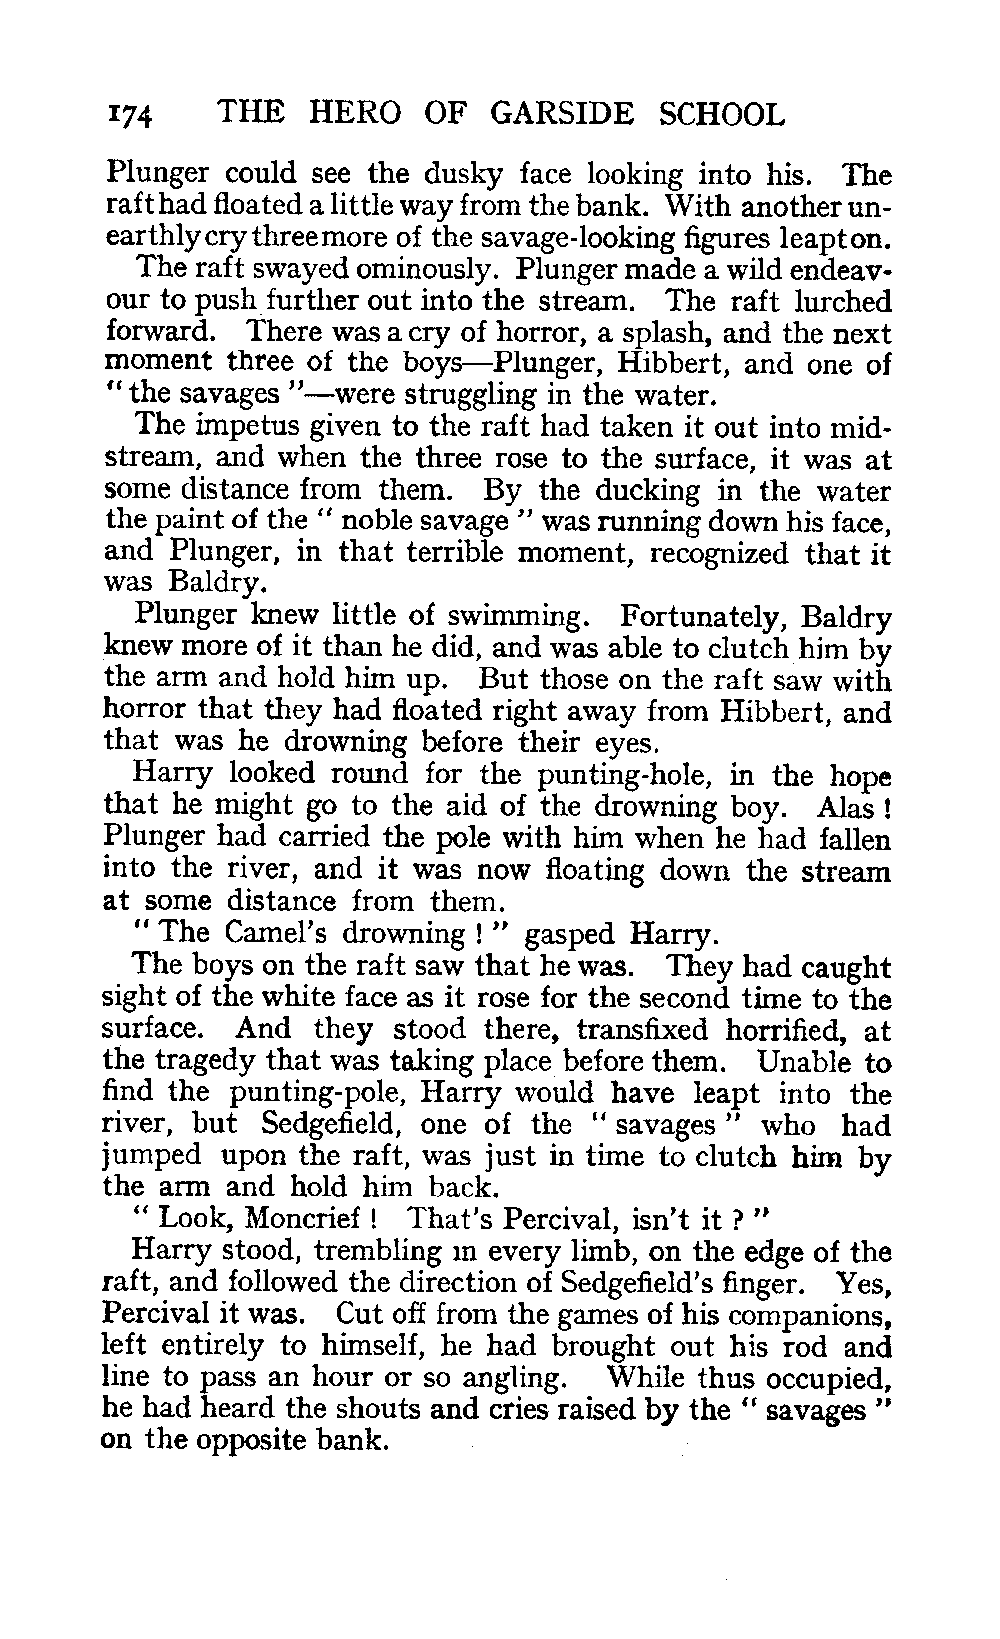 174 THE HERO OF GARSIDE SCHOOL
Plunger could see the dusky face looking into his. The
raft had floated a little way from the bank. With another un-
earthly cry three more of the savage-looking figures leapt on.
The raft swayed ominously. Plunger made a wild endeav-
our to push further out into the stream. The raft lurched
forward. There was a cry of horror, a splash, and the next
moment three of the boys—Plunger, Hibbert, and one of
" the savages "—were struggling in the water.
The impetus given to the raft had taken it out into mid-
stream, and when the three rose to the surface, it was at
some distance from them. By the ducking in the water
the paint of the " noble savage " was running down his face,
and Plunger, in that terrible moment, recognized that it
was Baldry.
Plunger knew little of swimming. Fortunately, Baldry
knew more of it than he did, and was able to clutch him by
the arm and hold him up. But those on the raft saw with
horror that they had floated right away from Hibbert, and
that was he drowning before their eyes.
Harry looked round for the punting-hole, in the hope
that he might go to the aid of the drowning boy. Alas !
Plunger had carried the pole with him when he had fallen
into the river, and it was now floating down the stream
at some distance from them.
" The Camel's drowning ! " gasped Harry.
The boys on the raft saw that he was. They had caught
sight of the white face as it rose for the second time to the
surface. And they stood there, transfixed horrified, at
the tragedy that was taking place before them. Unable to
find the punting-pole, Harry would have leapt into the
river, but Sedgefield, one of the " savages " who had
jumped upon the raft, was just in time to clutch him by
the arm and hold him back.
" Look, Moncrief ! That's Percival, isn't it ? "
Harry stood, trembling in every limb, on the edge of the
raft, and followed the direction of Sedgefield's finger. Yes,
Percival it was. Cut off from the games of his companions,
left entirely to himself, he had brought out his rod and
line to pass an hour or so angling. While thus occupied,
he had heard the shouts and cries raised by the " savages "
on the opposite bank.